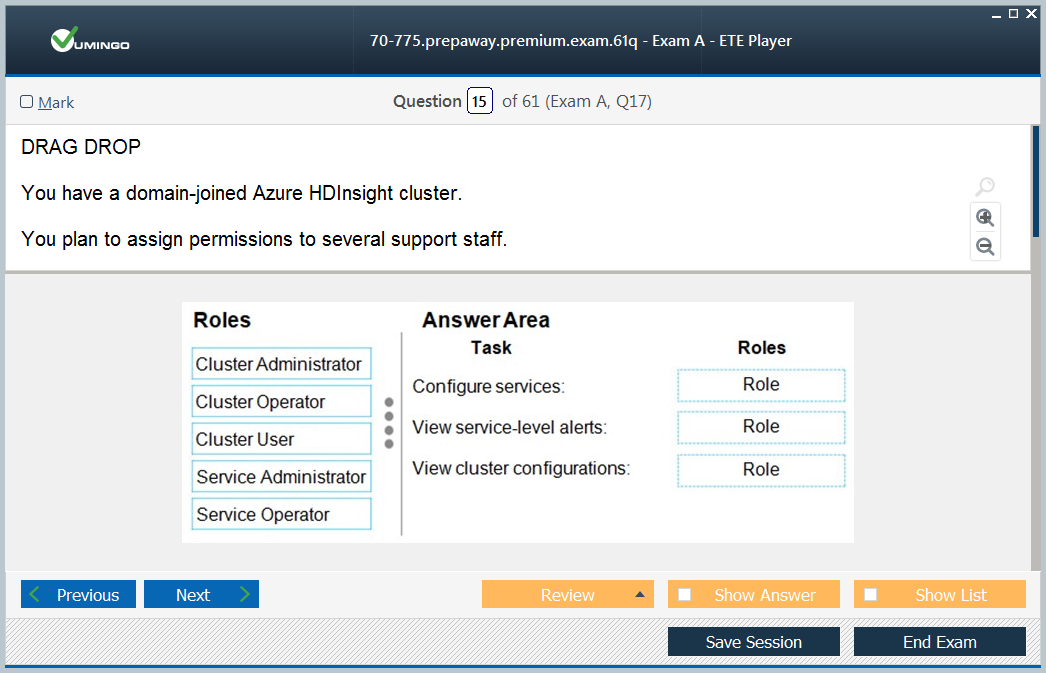 VUMINGO
70-775.prepaway.premium.exam.61q - Exam A - ETE Player
Mark
Question 15 of 61 (Exam A, Q17)
DRAG DROP
You have a domain-joined Azure HDInsight cluster.
You plan to assign permissions to several support staff.
Roles
Answer Area
Task
Roles
Cluster Administrator
Cluster Operator
Cluster User
Service Administrator
Service Operator
Configure services:
Role
View service-level alerts:
Role
View cluster configurations:
Role
Previous
Next
Review
Show Answer
Show List
Save Session
End Exam